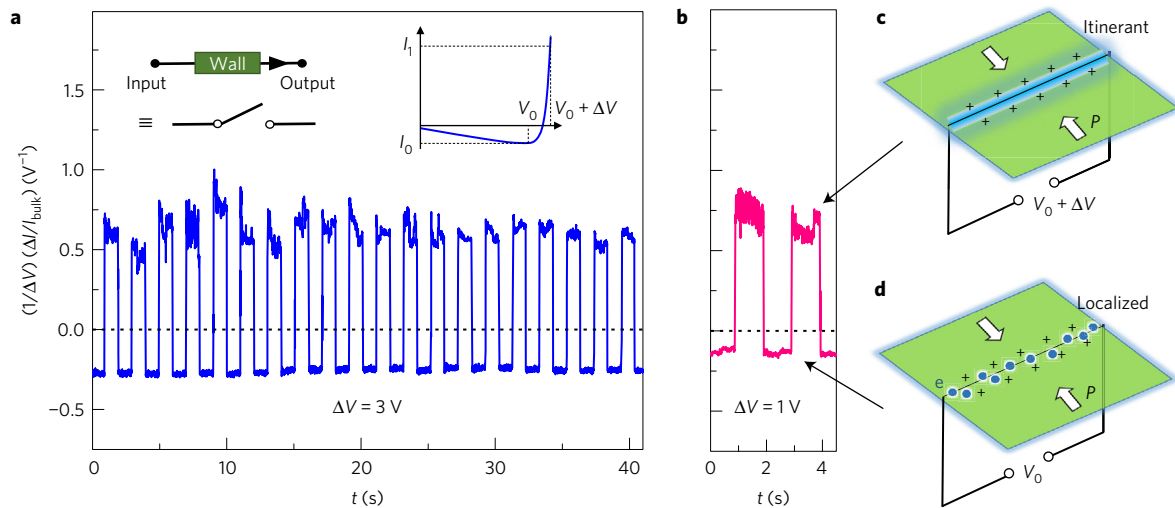 a
Wall
Input
Output
≡
I₁
V₀
V₀ + ΔV
I₀
1.5
1.0
0.5
0.0
−0.5
(1/ΔV) (ΔI/I_bulk) (V⁻¹)
ΔV = 3 V
0
10
20
30
40
t (s)
b
ΔV = 1 V
0
2
4
t (s)
c
Itinerant
+ + + + + + + + +
P
V₀ + ΔV
d
Localized
e
+ + + + + + + + +
P
V₀